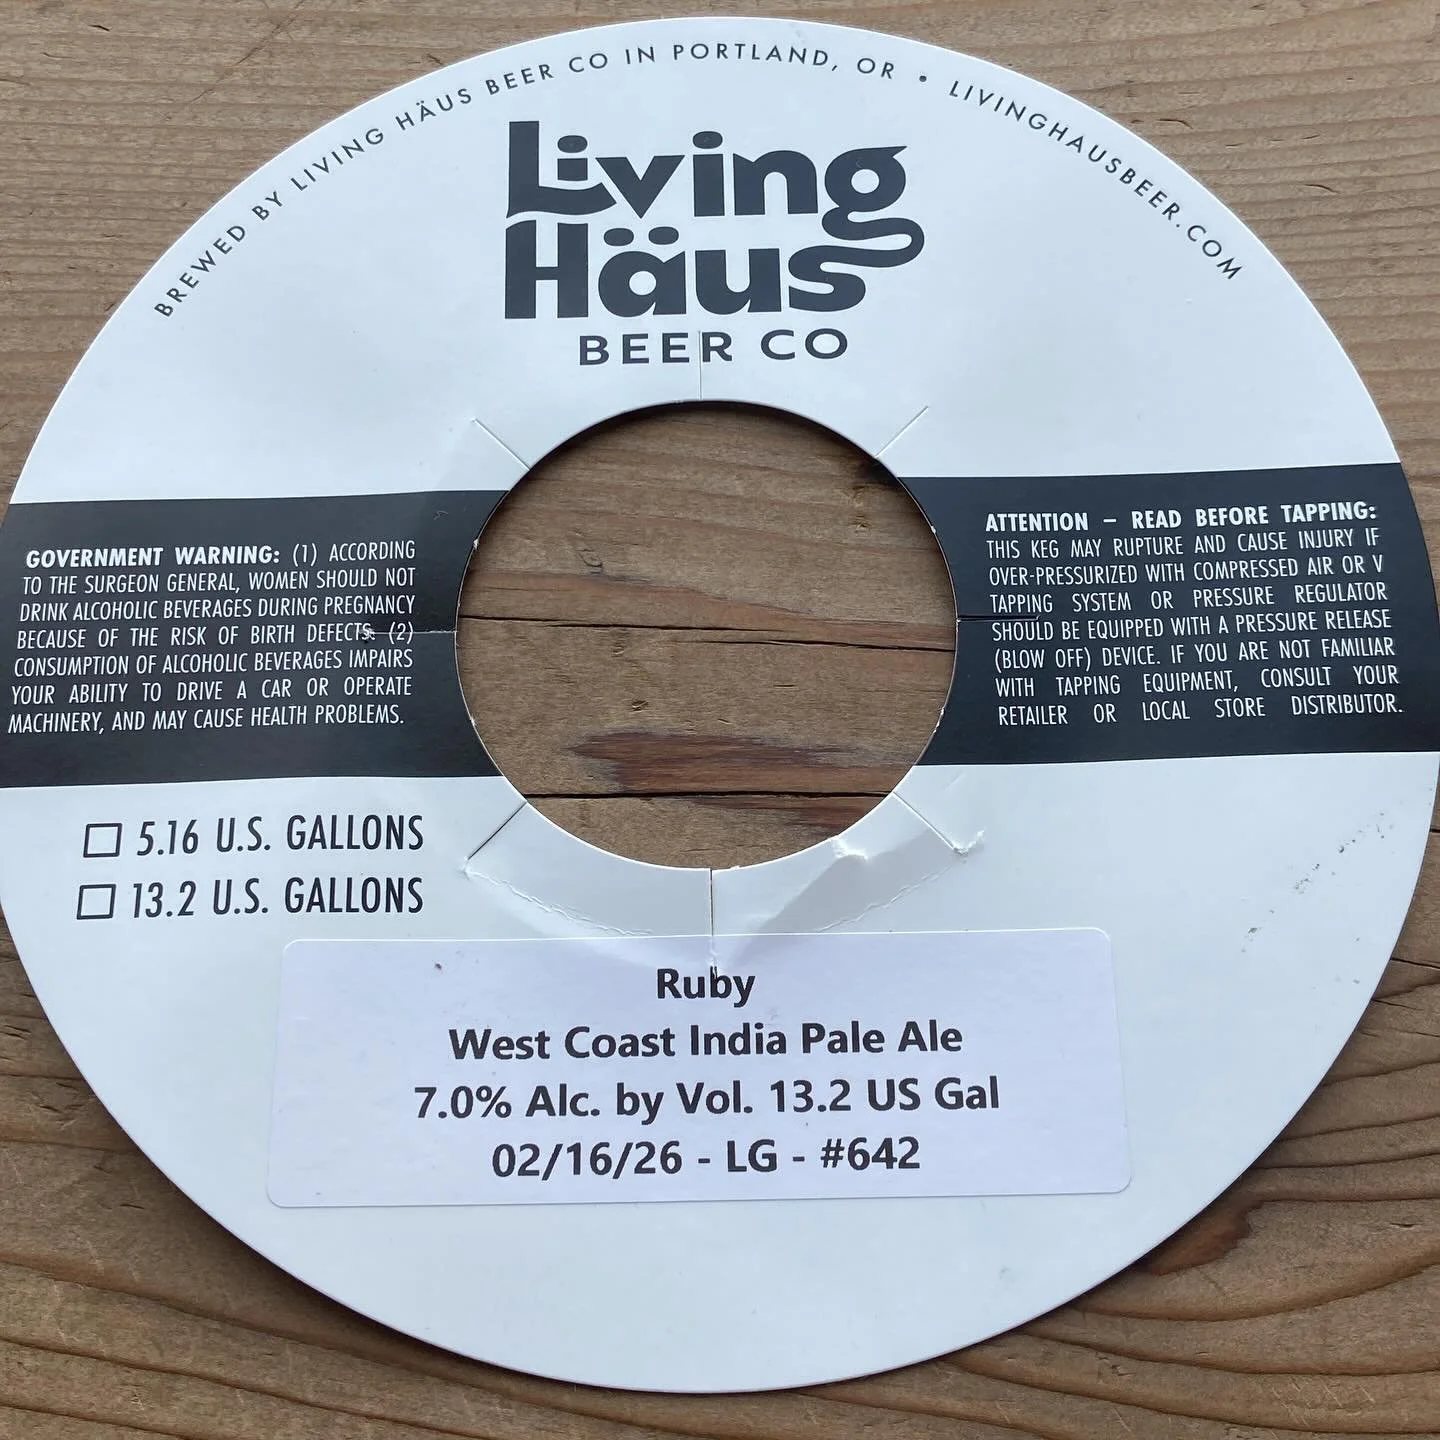 BREWED BY LIVING HÄUS BEER CO IN PORTLAND, OR • LIVINGHAUSBEER.COM
Living
Häus
BEER CO
GOVERNMENT WARNING: (1) ACCORDING
TO THE SURGEON GENERAL, WOMEN SHOULD NOT
DRINK ALCOHOLIC BEVERAGES DURING PREGNANCY
BECAUSE OF THE RISK OF BIRTH DEFECTS. (2)
CONSUMPTION OF ALCOHOLIC BEVERAGES IMPAIRS
YOUR ABILITY TO DRIVE A CAR OR OPERATE
MACHINERY, AND MAY CAUSE HEALTH PROBLEMS.
ATTENTION – READ BEFORE TAPPING:
THIS KEG MAY RUPTURE AND CAUSE INJURY IF
OVER-PRESSURIZED WITH COMPRESSED AIR OR V
TAPPING SYSTEM OR PRESSURE REGULATOR
SHOULD BE EQUIPPED WITH A PRESSURE RELEASE
(BLOW OFF) DEVICE. IF YOU ARE NOT FAMILIAR
WITH TAPPING EQUIPMENT, CONSULT YOUR
RETAILER OR LOCAL STORE DISTRIBUTOR.
5.16 U.S. GALLONS
13.2 U.S. GALLONS
Ruby
West Coast India Pale Ale
7.0% Alc. by Vol. 13.2 US Gal
02/16/26 - LG - #642